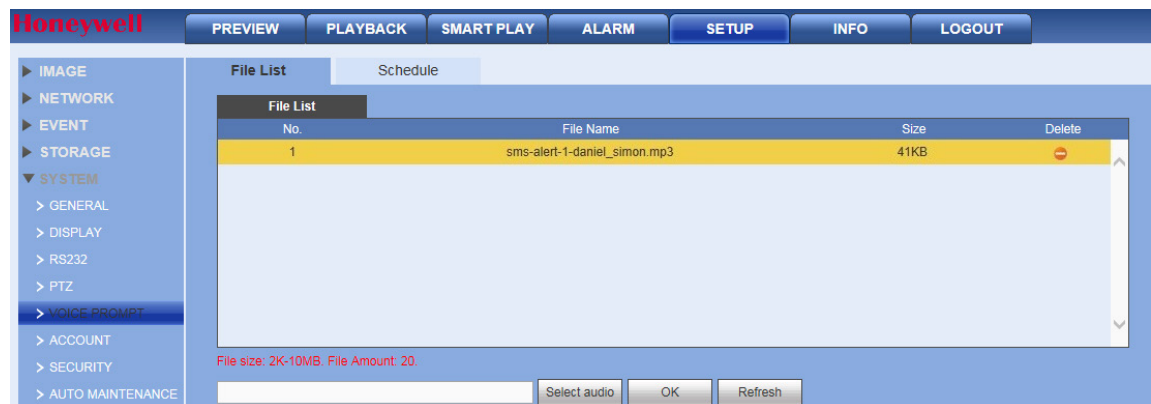 Honeywell
PREVIEW PLAYBACK SMART PLAY ALARM SETUP INFO LOGOUT
IMAGE
NETWORK
EVENT
STORAGE
SYSTEM
GENERAL
DISPLAY
RS232
PTZ
VOICE PROMPT
ACCOUNT
SECURITY
AUTO MAINTENANCE
File List Schedule
File List
No. File Name Size Delete
1 sms-alert-1-daniel_simon.mp3 41KB
File size: 2K-10MB. File Amount: 20.
Select audio OK Refresh